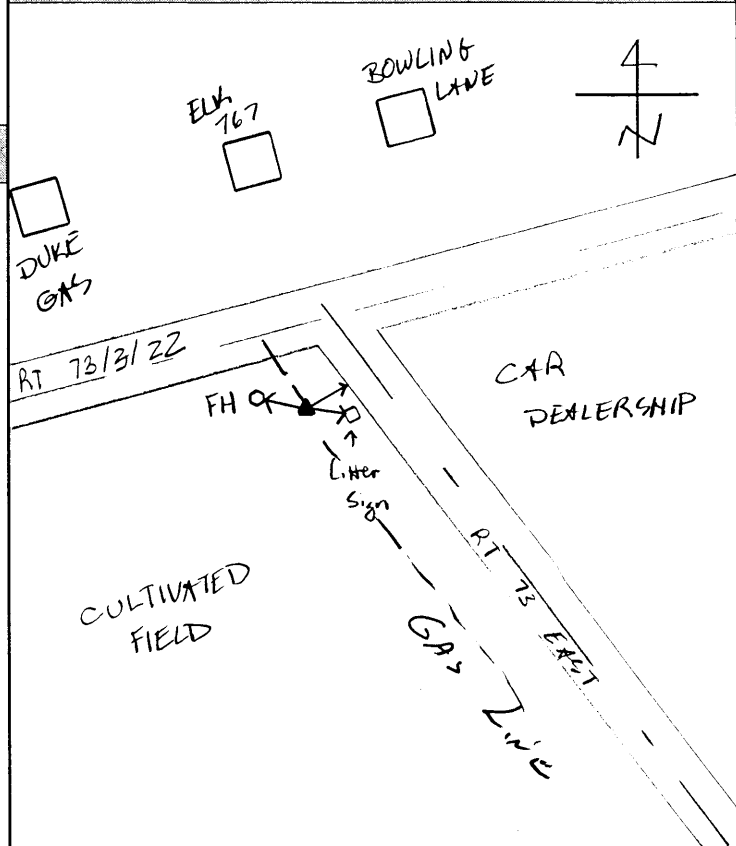 BOWLING
LANE
ELK
767
N
DUKE
GAS
RT 73/3/22
CAR
DEALERSHIP
FH
Litter
Sign
RT 73 EAST
CULTIVATED
FIELD
GAS LINE